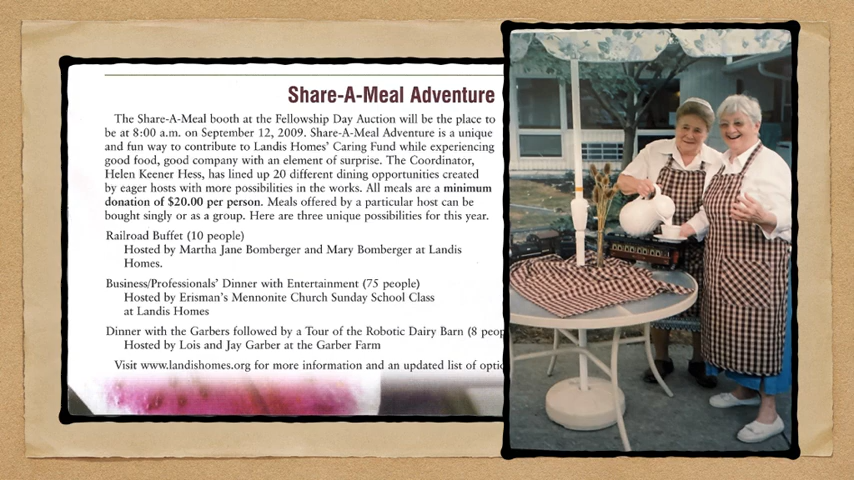 Share-A-Meal Adventure
The Share-A-Meal booth at the Fellowship Day Auction will be the place to
be at 8:00 a.m. on September 12, 2009. Share-A-Meal Adventure is a unique
and fun way to contribute to Landis Homes’ Caring Fund while experiencing
good food, good company with an element of surprise. The Coordinator,
Helen Keener Hess, has lined up 20 different dining opportunities created
by eager hosts with more possibilities in the works. All meals are a minimum
donation of $20.00 per person. Meals offered by a particular host can be
bought singly or as a group. Here are three unique possibilities for this year.
Railroad Buffet (10 people)
Hosted by Martha Jane Bomberger and Mary Bomberger at Landis
Homes.
Business/Professionals’ Dinner with Entertainment (75 people)
Hosted by Erisman’s Mennonite Church Sunday School Class
at Landis Homes
Dinner with the Garbers followed by a Tour of the Robotic Dairy Barn (8
Hosted by Lois and Jay Garber at the Garber Farm
Visit www.landishomes.org for more information and an updated list of